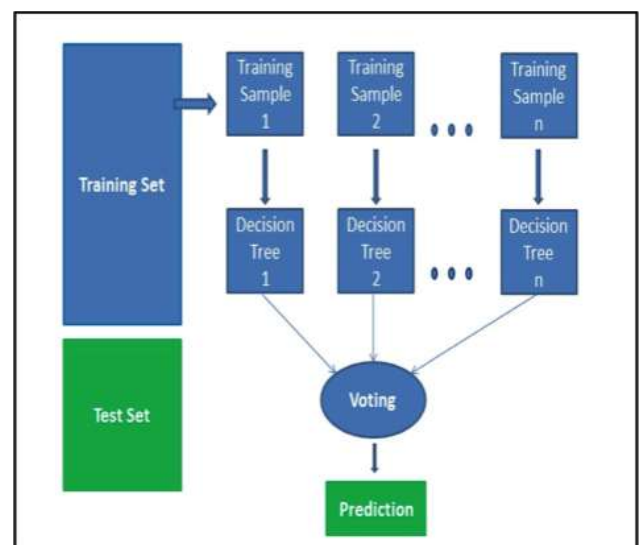 Training Set
Training
Sample
1
Training
Sample
2
Training
Sample
n
Decision
Tree
1
Decision
Tree
2
Decision
Tree
n
Test Set
Voting
Prediction